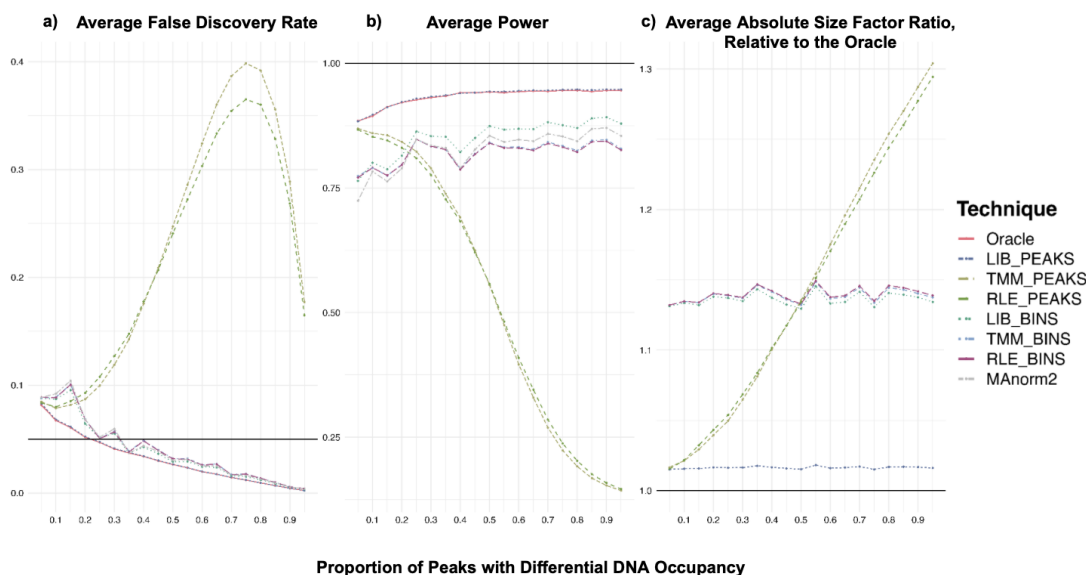 a) Average False Discovery Rate
b) Average Power
c) Average Absolute Size Factor Ratio,
Relative to the Oracle
0.4
0.3
0.2
0.1
0.0
0.1 0.2 0.3 0.4 0.5 0.6 0.7 0.8 0.9
1.00
0.75
0.50
0.25
0.1 0.2 0.3 0.4 0.5 0.6 0.7 0.8 0.9
1.3
1.2
1.1
1.0
0.1 0.2 0.3 0.4 0.5 0.6 0.7 0.8 0.9
Technique
Oracle
LIB_PEAKS
TMM_PEAKS
RLE_PEAKS
LIB_BINS
TMM_BINS
RLE_BINS
MAnorm2
Proportion of Peaks with Differential DNA Occupancy